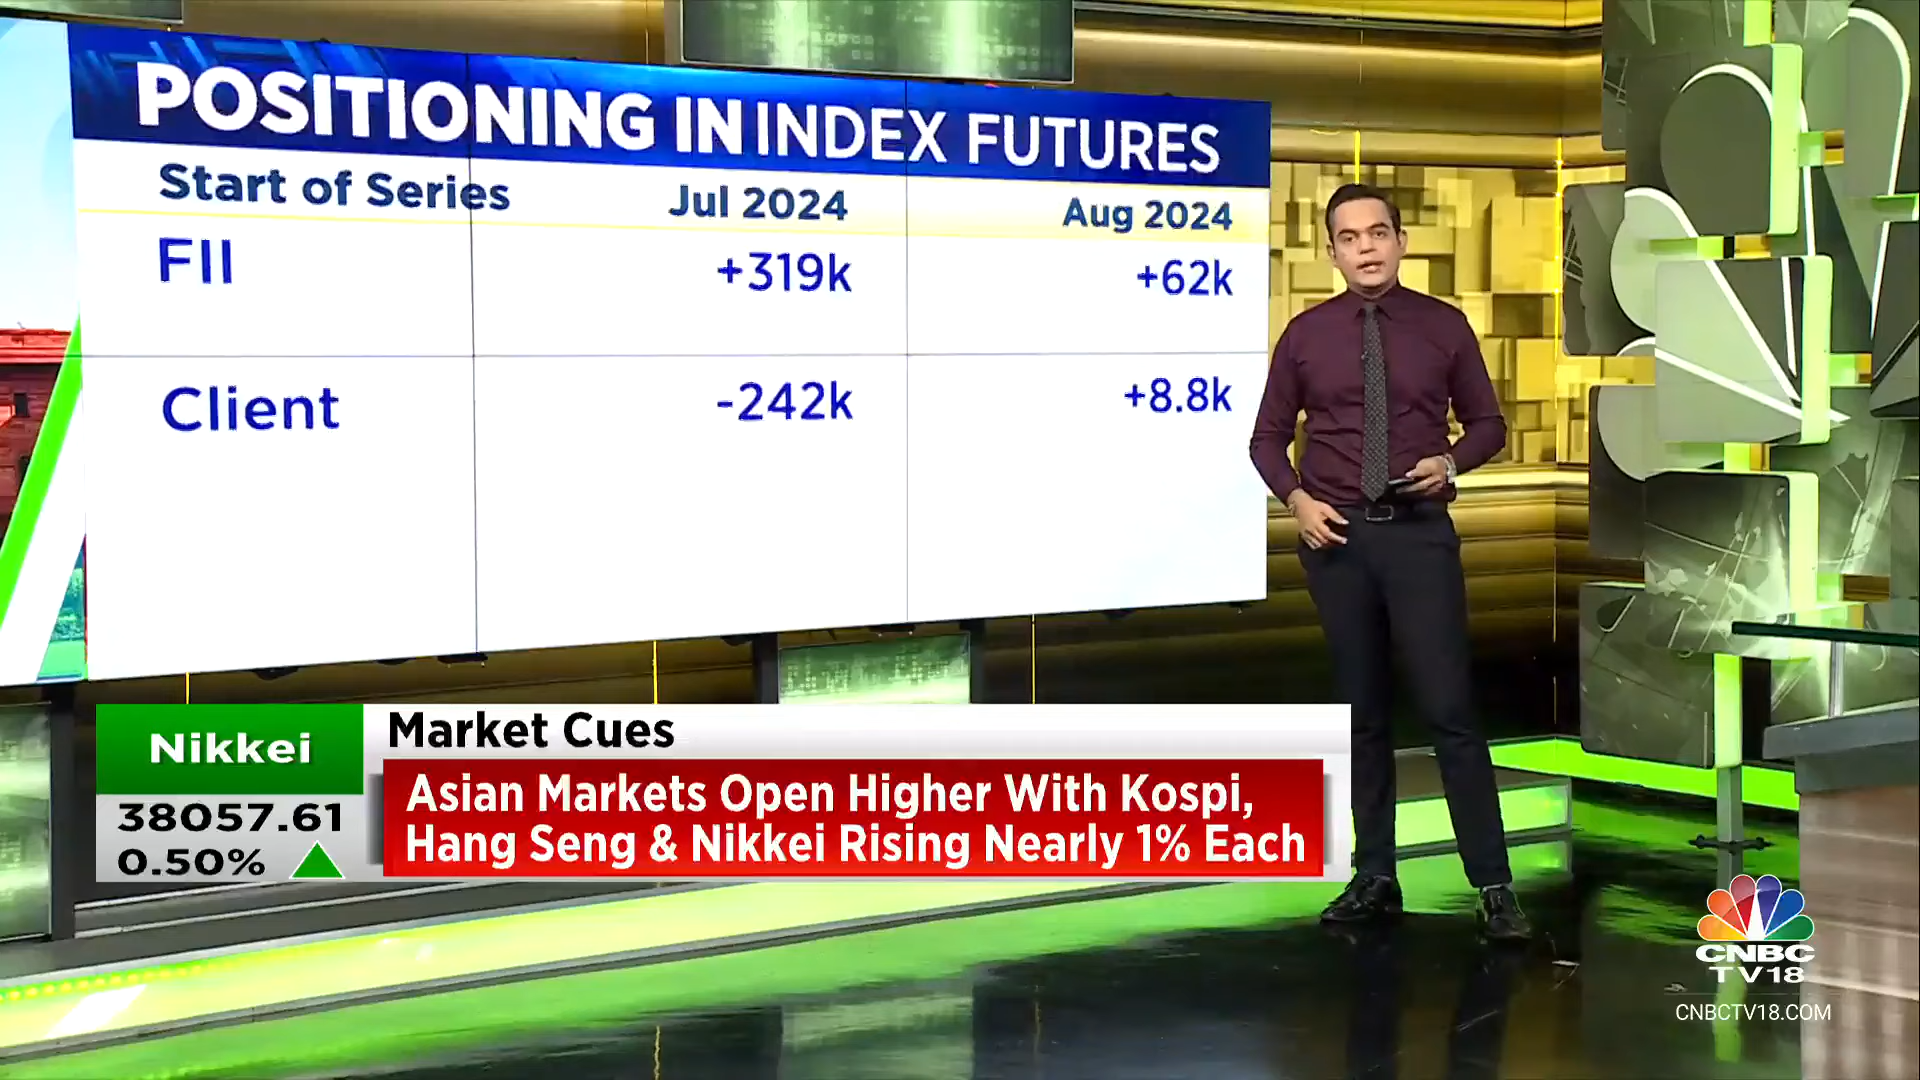 POSITIONING IN INDEX FUTURES
Start of Series Jul 2024 Aug 2024
FII +319k +62k
Client -242k +8.8k
Nikkei
38057.61
0.50%
Market Cues
Asian Markets Open Higher With Kospi,
Hang Seng & Nikkei Rising Nearly 1% Each
CNBC
TV18
CNBCTV18.COM